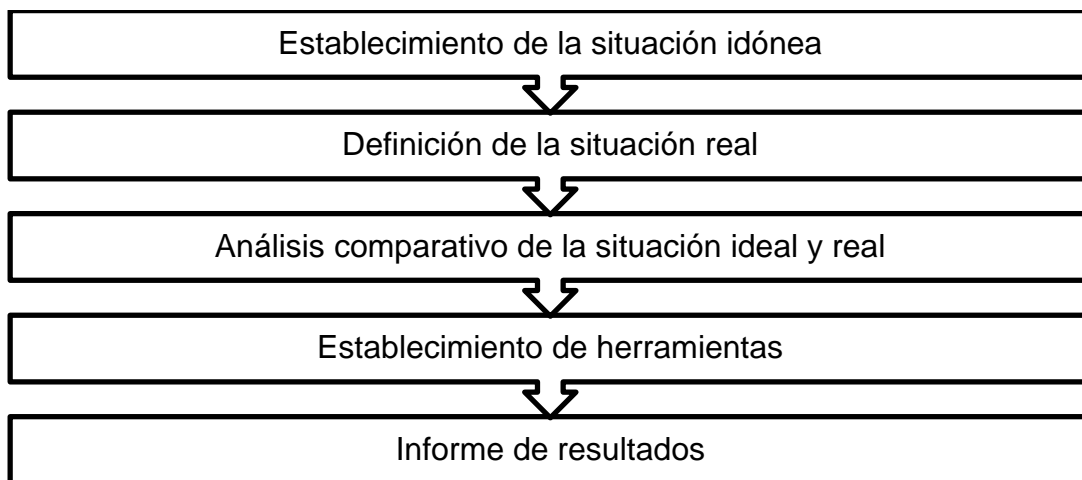 Establecimiento de la situación idónea
Definición de la situación real
Análisis comparativo de la situación ideal y real
Establecimiento de herramientas
Informe de resultados